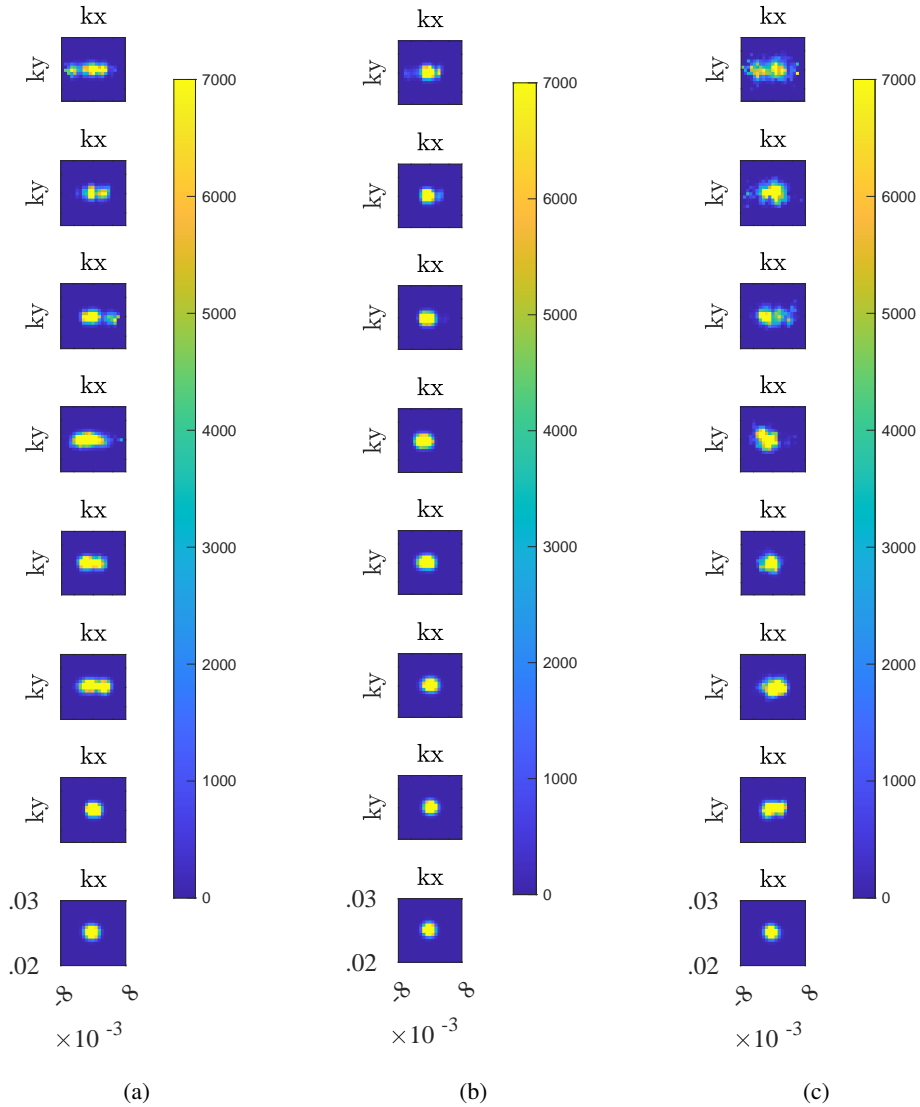 kx kx kx
ky ky ky
7000 7000 7000
kx kx kx
ky ky ky
6000 6000 6000
kx kx kx
ky ky ky
5000 5000 5000
kx kx kx
ky ky ky
4000 4000 4000
kx kx kx
ky ky ky
3000 3000 3000
kx kx kx
ky ky ky
2000 2000 2000
kx kx kx
ky ky ky
1000 1000 1000
kx kx kx
.03 0 .03 0 .03 0
.02 .02 .02
-8 8 -8 8 -8 8
×10 -3 ×10 -3 ×10 -3
(a) (b) (c)